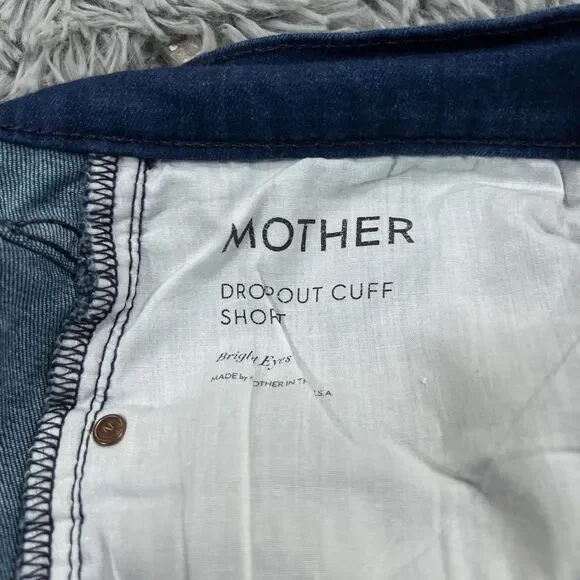 MOTHER
DROPOUT CUFF
SHORT
Bright Eyes
MADE by MOTHER IN THE U.S.A.